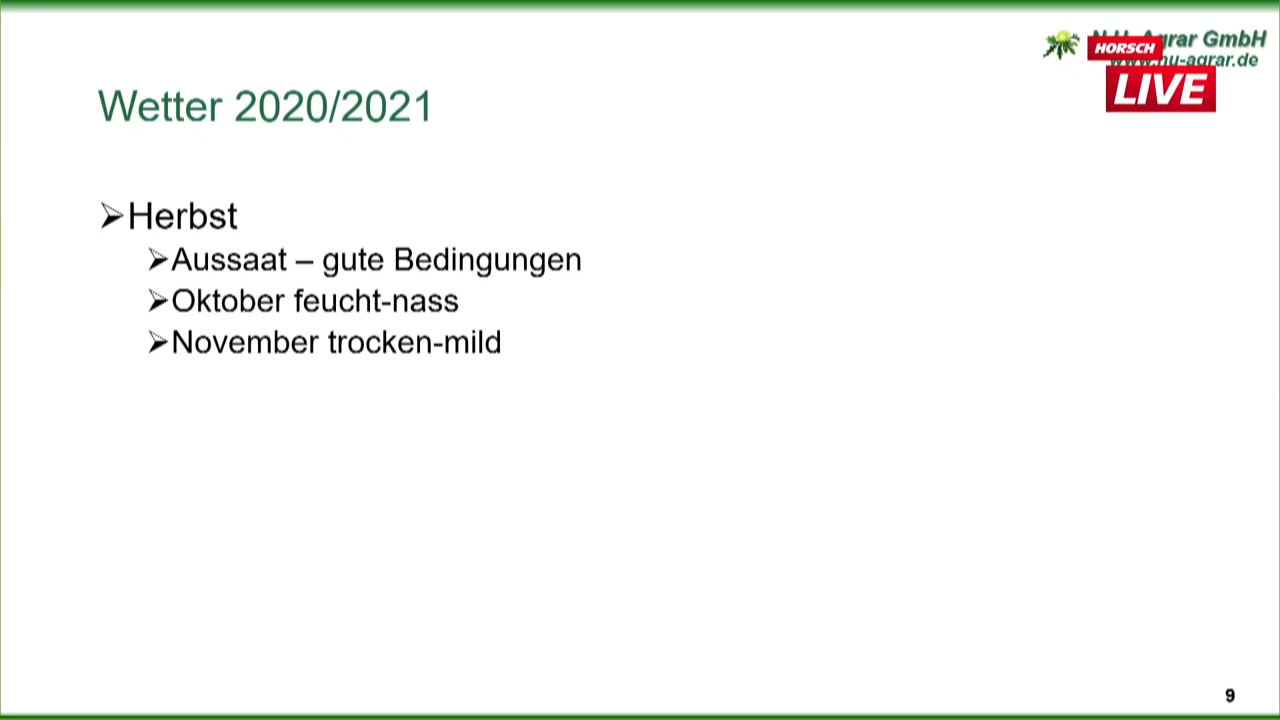 Agrar GmbH
HORSCH
LIVE
Wetter 2020/2021
➢Herbst
➢Aussaat – gute Bedingungen
➢Oktober feucht-nass
➢November trocken-mild
9